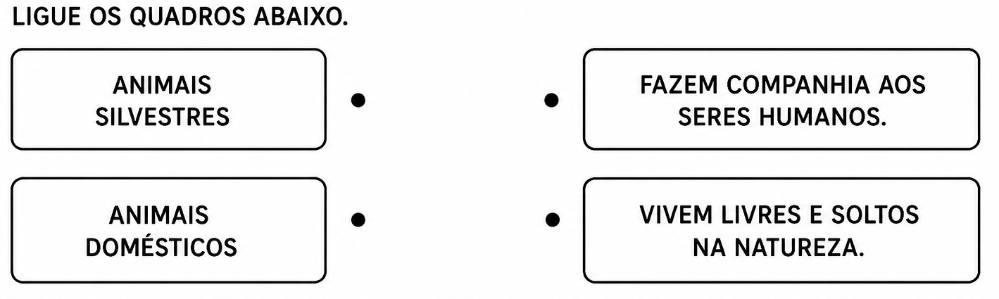 LIGUE OS QUADROS ABAIXO.
ANIMAIS
SILVESTRES
FAZEM COMPANHIA AOS
SERES HUMANOS.
ANIMAIS
DOMÉSTICOS
VIVEM LIVRES E SOLTOS
NA NATUREZA.